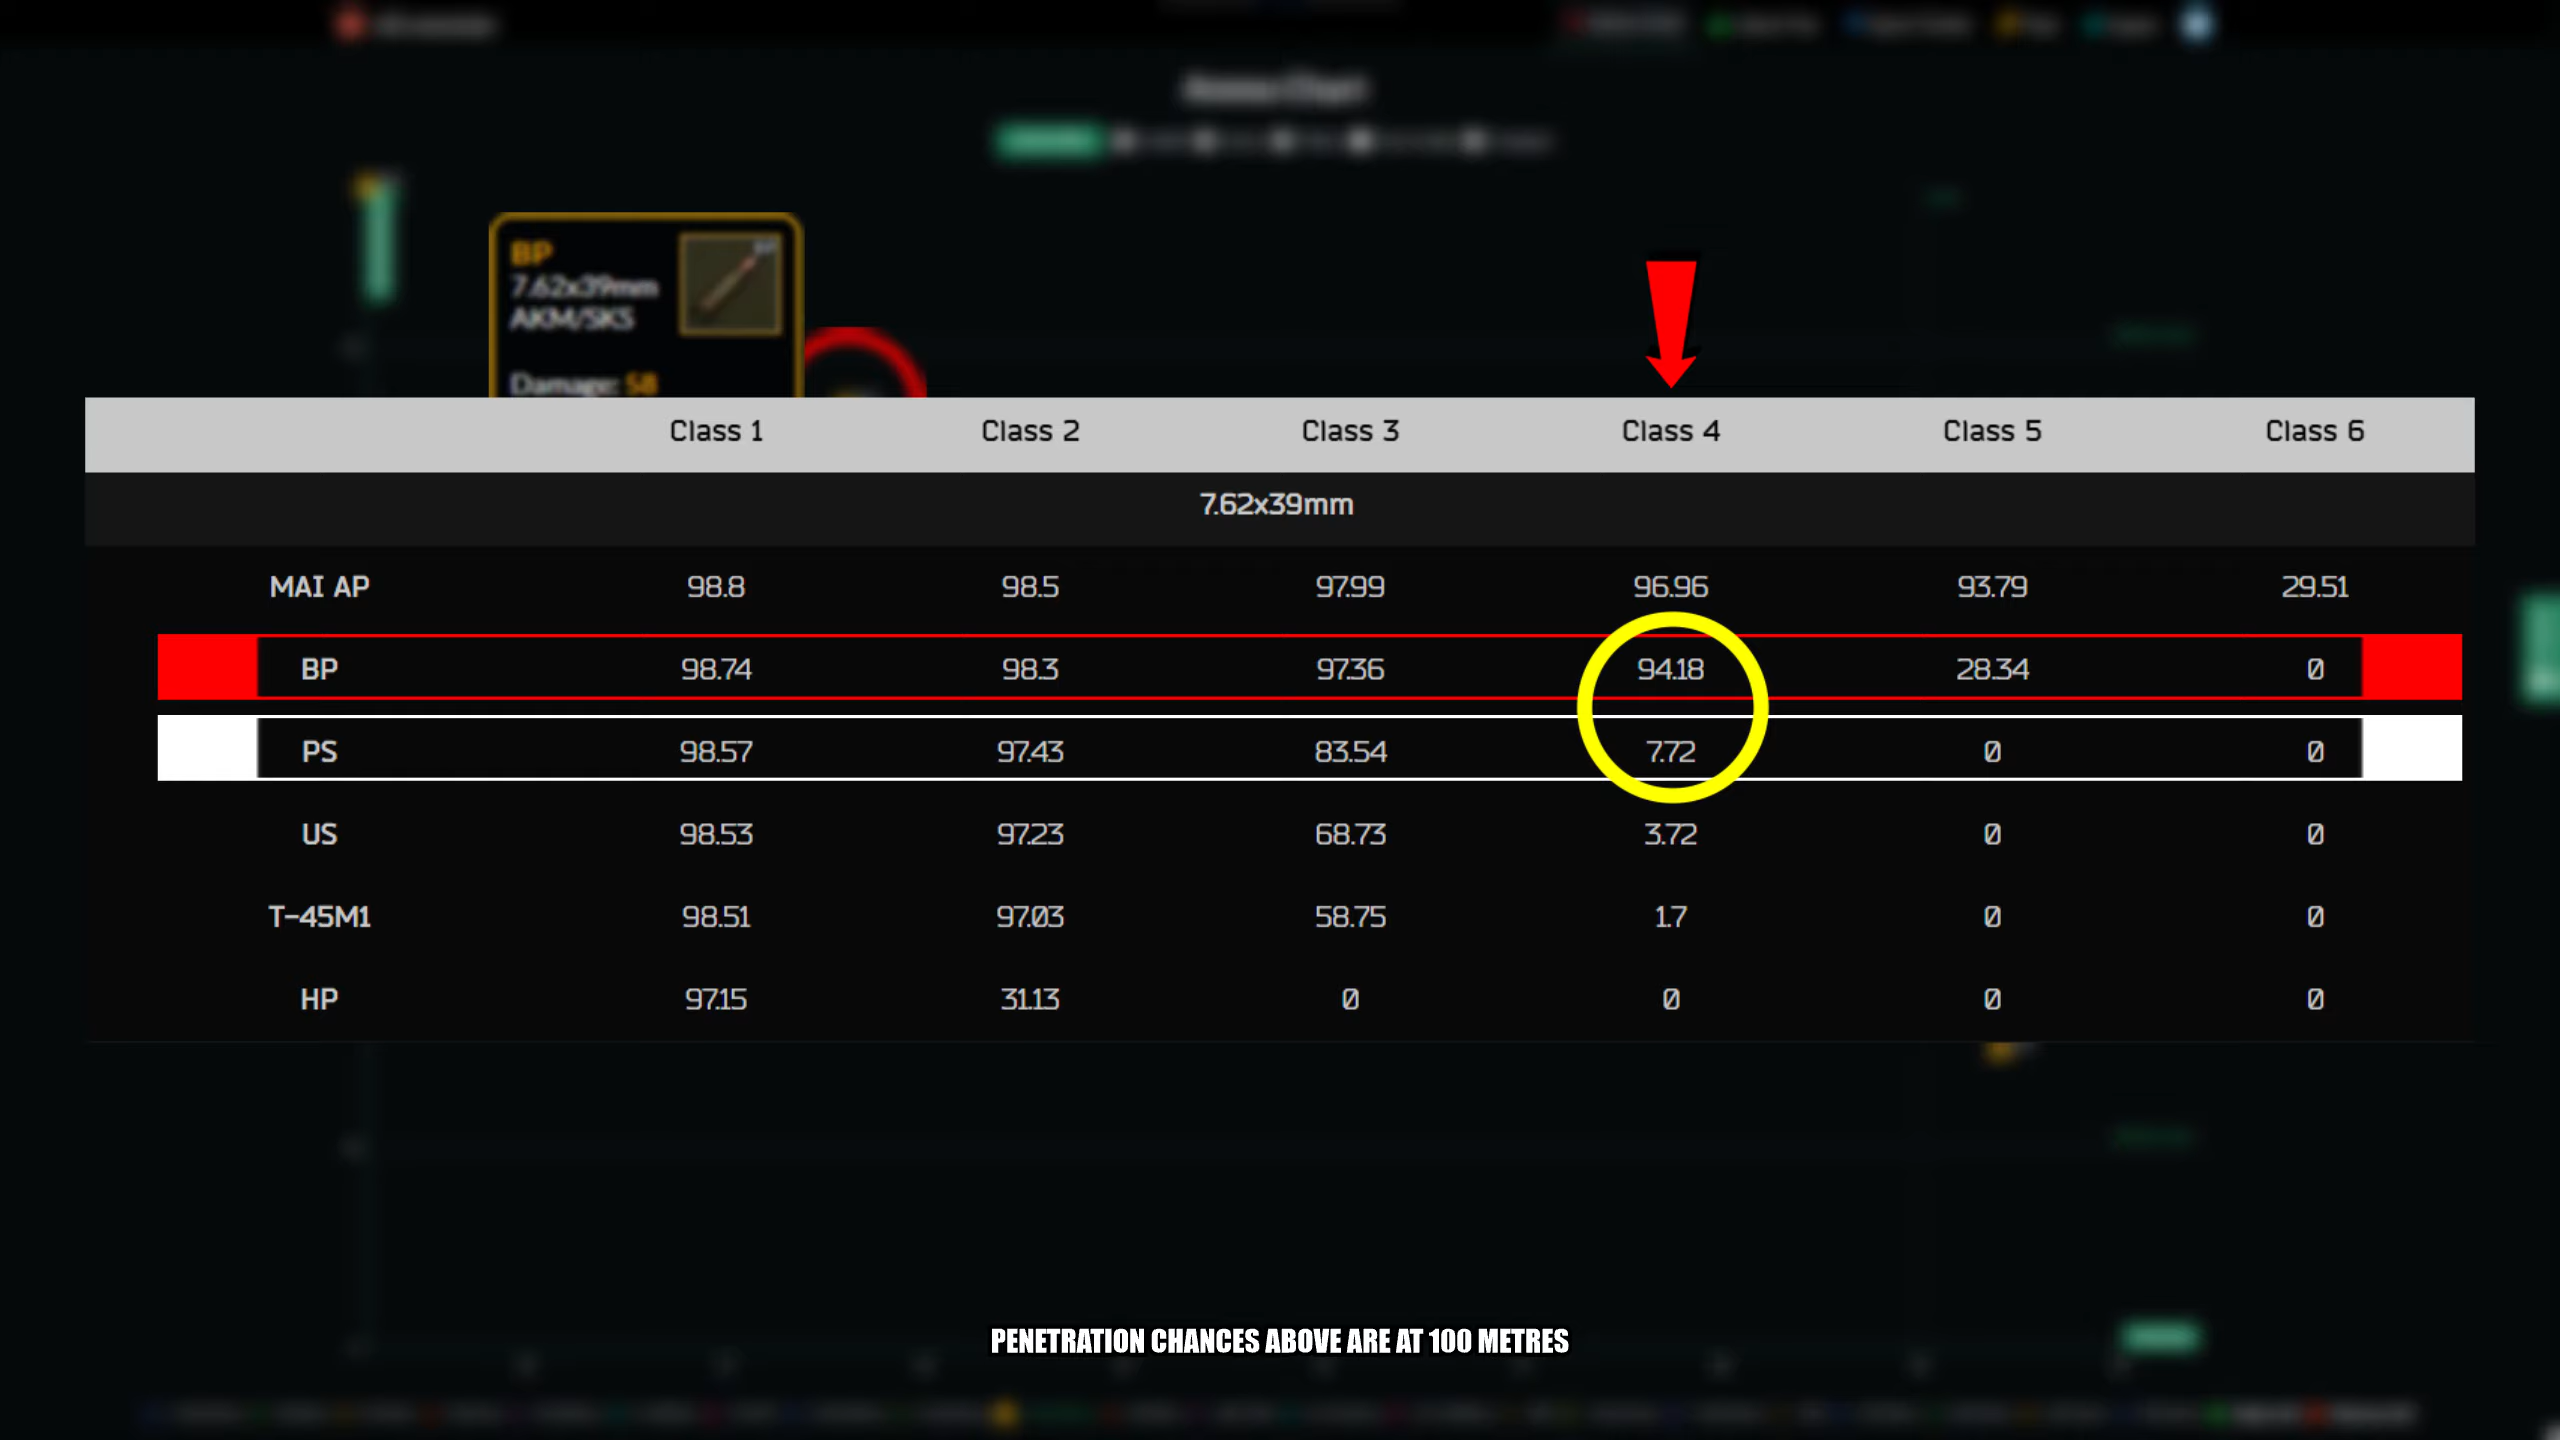 BP
7.62x39mm
AKM/SKS
Damage: 58
Class 1 Class 2 Class 3 Class 4 Class 5 Class 6
7.62x39mm
MAI AP 98.8 98.5 97.99 96.96 93.79 29.51
BP 98.74 98.3 97.36 94.18 28.34 0
PS 98.57 97.43 83.54 7.72 0 0
US 98.53 97.23 68.73 3.72 0 0
T-45M1 98.51 97.03 58.75 1.7 0 0
HP 97.15 31.13 0 0 0 0
PENETRATION CHANCES ABOVE ARE AT 100 METRES